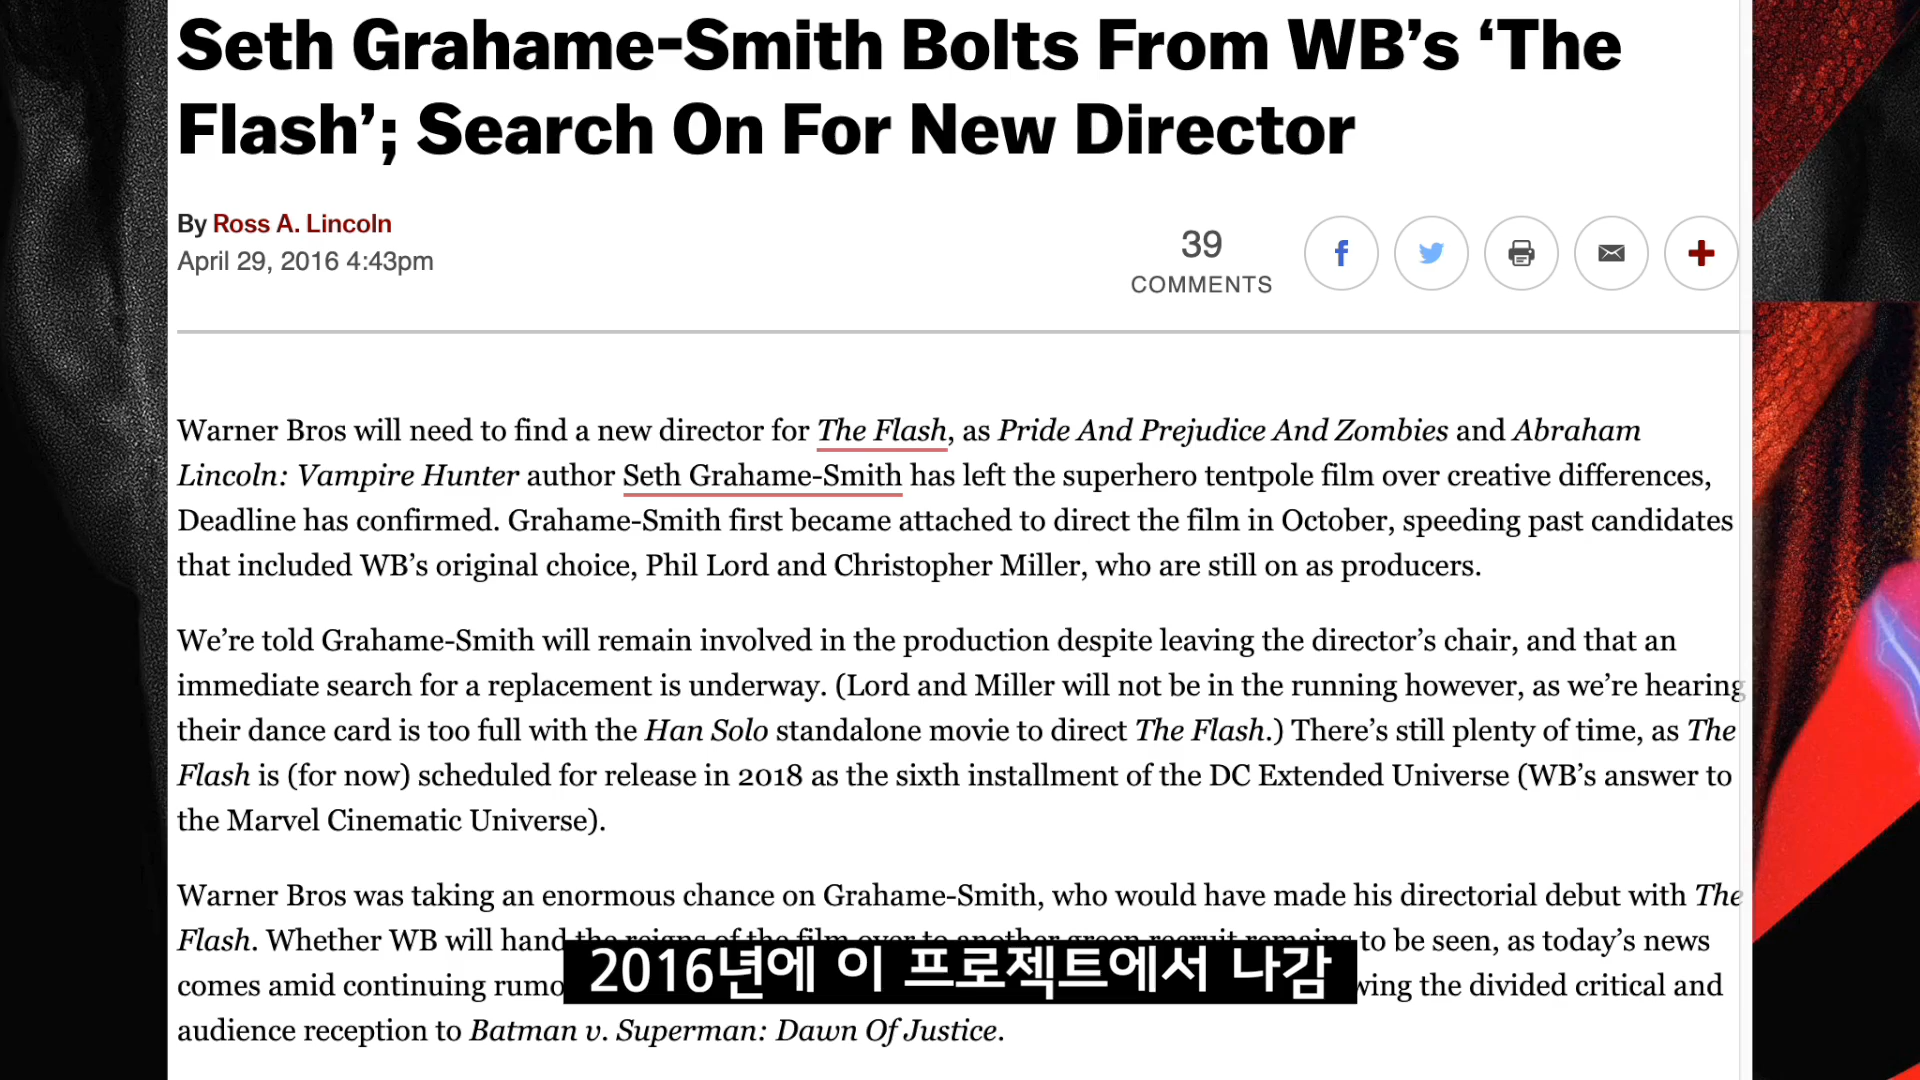 Seth Grahame-Smith Bolts From WB’s ‘The
Flash’; Search On For New Director
By Ross A. Lincoln
April 29, 2016 4:43pm
39
COMMENTS
Warner Bros will need to find a new director for The Flash, as Pride And Prejudice And Zombies and Abraham
Lincoln: Vampire Hunter author Seth Grahame-Smith has left the superhero tentpole film over creative differences,
Deadline has confirmed. Grahame-Smith first became attached to direct the film in October, speeding past candidates
that included WB’s original choice, Phil Lord and Christopher Miller, who are still on as producers.
We’re told Grahame-Smith will remain involved in the production despite leaving the director’s chair, and that an
immediate search for a replacement is underway. (Lord and Miller will not be in the running however, as we’re hearing
their dance card is too full with the Han Solo standalone movie to direct The Flash.) There’s still plenty of time, as The
Flash is (for now) scheduled for release in 2018 as the sixth installment of the DC Extended Universe (WB’s answer to
the Marvel Cinematic Universe).
Warner Bros was taking an enormous chance on Grahame-Smith, who would have made his directorial debut with The
Flash. Whether WB will hand the reigns of the film over to another green recruit remains to be seen, as today’s news
comes amid continuing the divided critical and
audience reception to Batman v. Superman: Dawn Of Justice.
2016년에 이 프로젝트에서 나감